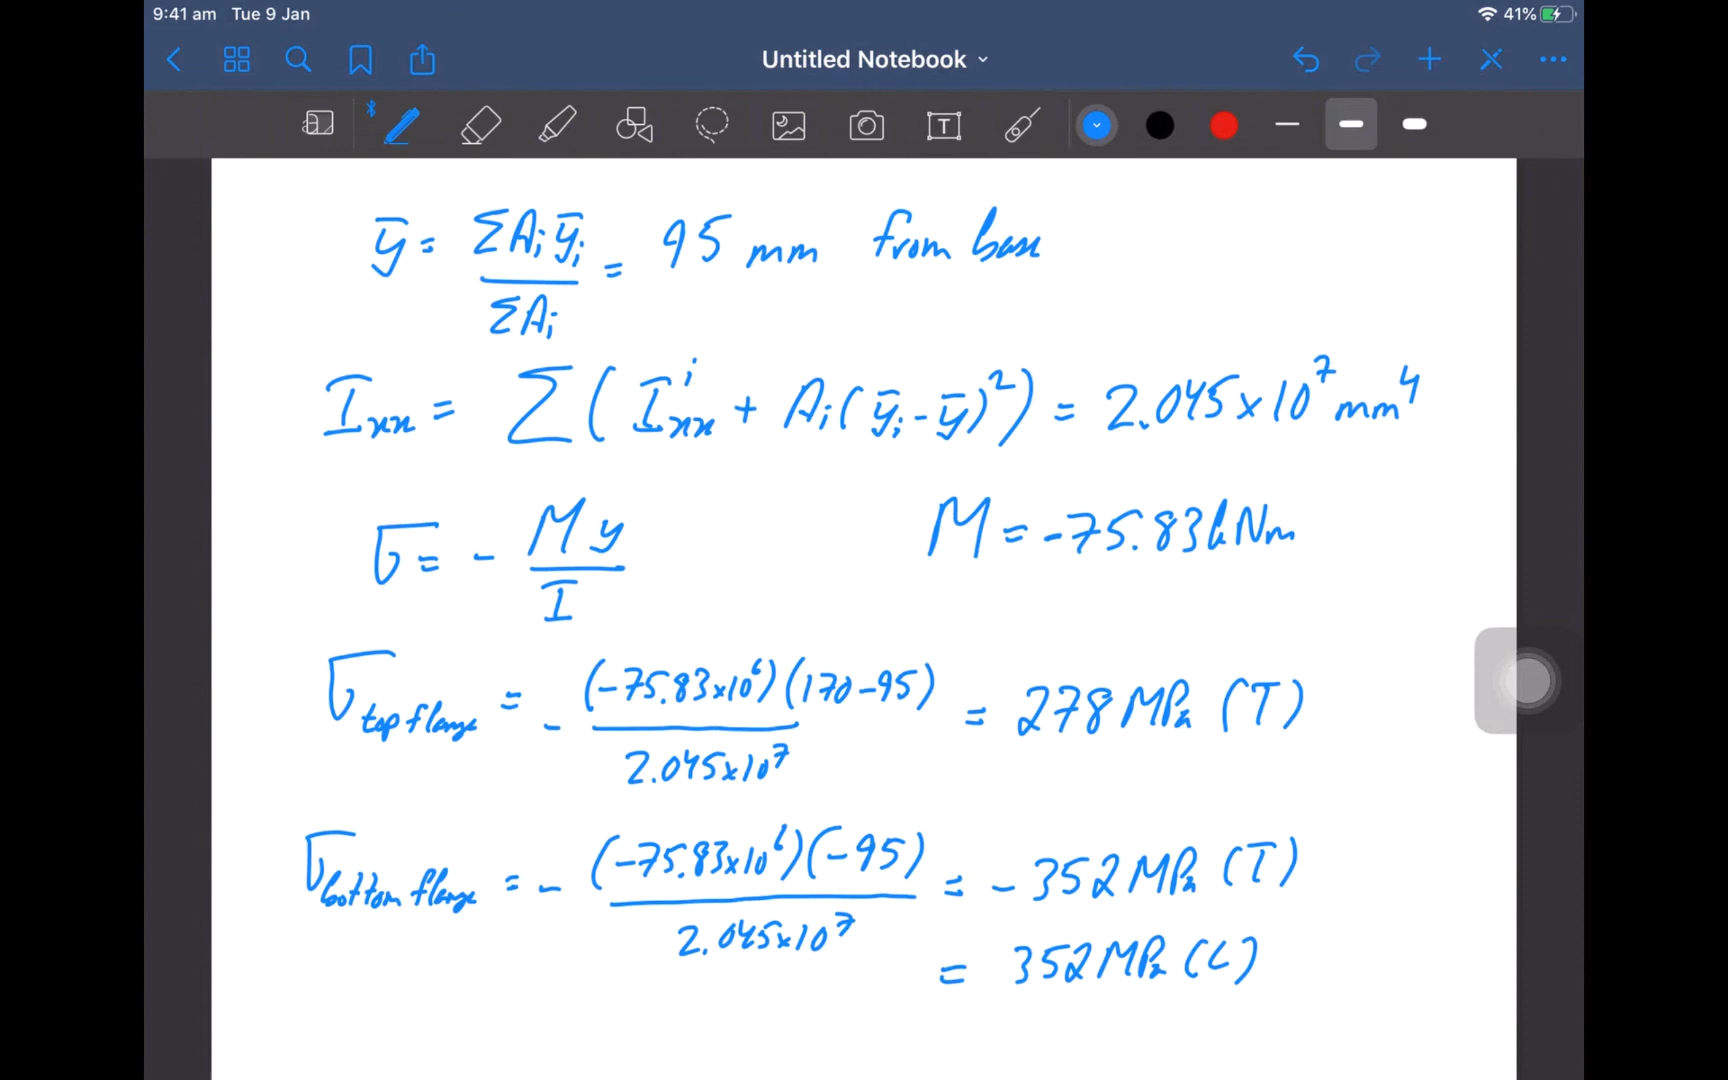 9:41 am Tue 9 Jan 41%
Untitled Notebook
T
ȳ = ΣAᵢȳᵢ / ΣAᵢ = 95 mm from base
Iₓₓ = Σ(Iₓₓⁱ + Aᵢ(ȳᵢ-ȳ)²) = 2.045×10⁷ mm⁴
σ = - My / I M = -75.83kNm
σ top flange = - (-75.83×10⁶)(170-95) / 2.045×10⁷ = 278 MPa (T)
σ bottom flange = - (-75.83×10⁶)(-95) / 2.045×10⁷ = -352 MPa (T)
= 352 MPa (C)